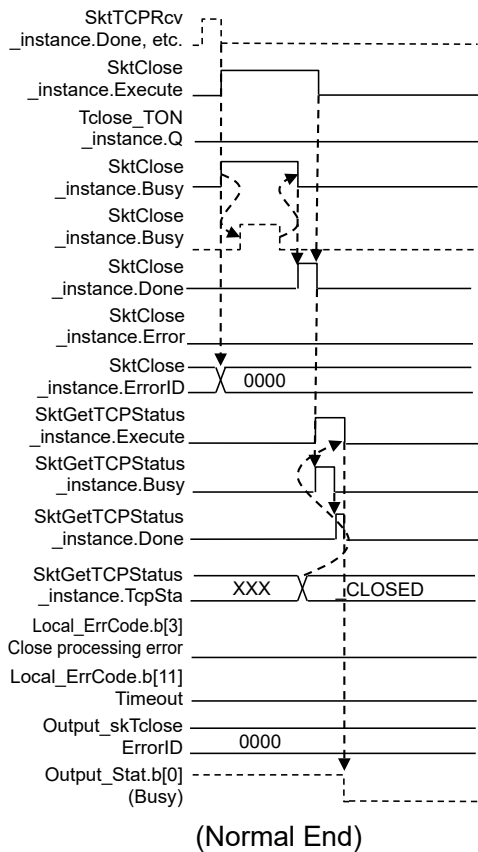 SktTCPRcv
_instance.Done, etc.
SktClose
_instance.Execute
Tclose_TON
_instance.Q
SktClose
_instance.Busy
SktClose
_instance.Busy
SktClose
_instance.Done
SktClose
_instance.Error
SktClose
_instance.ErrorID
0000
SktGetTCPStatus
_instance.Execute
SktGetTCPStatus
_instance.Busy
SktGetTCPStatus
_instance.Done
SktGetTCPStatus
_instance.TcpSta
XXX
_CLOSED
Local_ErrCode.b[3]
Close processing error
Local_ErrCode.b[11]
Timeout
Output_skTclose
ErrorID
0000
Output_Stat.b[0]
(Busy)
(Normal End)